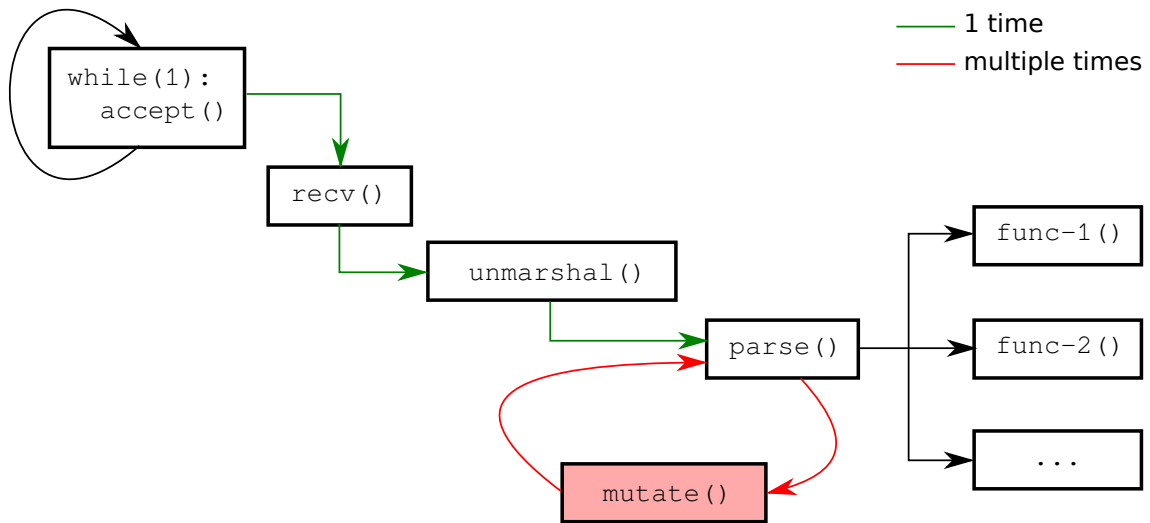 1 time
multiple times
while(1):
accept()
recv()
unmarshal()
parse()
func-1()
func-2()
...
mutate()